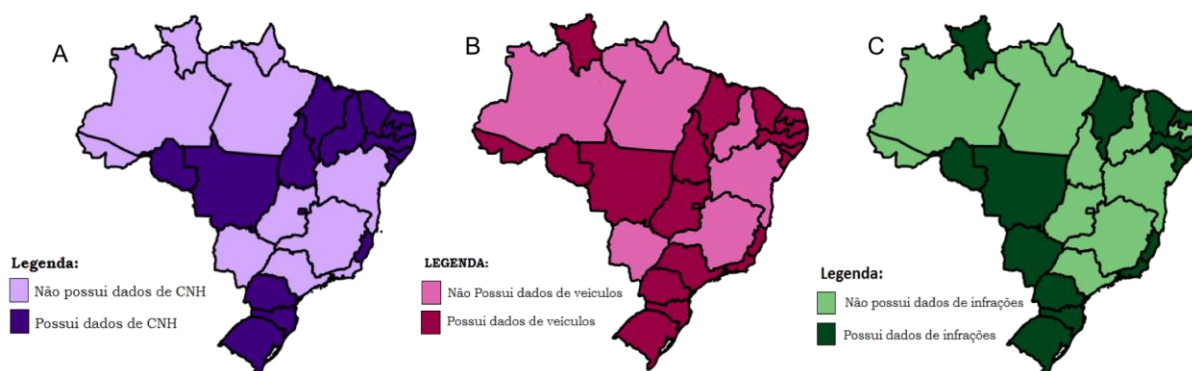 A
Legenda:
Não possui dados de CNH
Possui dados de CNH
B
LEGENDA:
Não Possui dados de veículos
Possui dados de veículos
C
Legenda:
Não possui dados de infrações
Possui dados de infrações